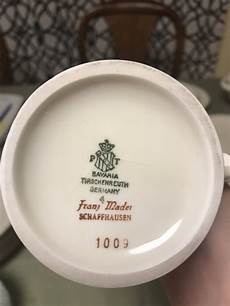 P T
BAVARIA
TIRSCHENREUTH
GERMANY
Franz Mader
SCHAFFHAUSEN
1009